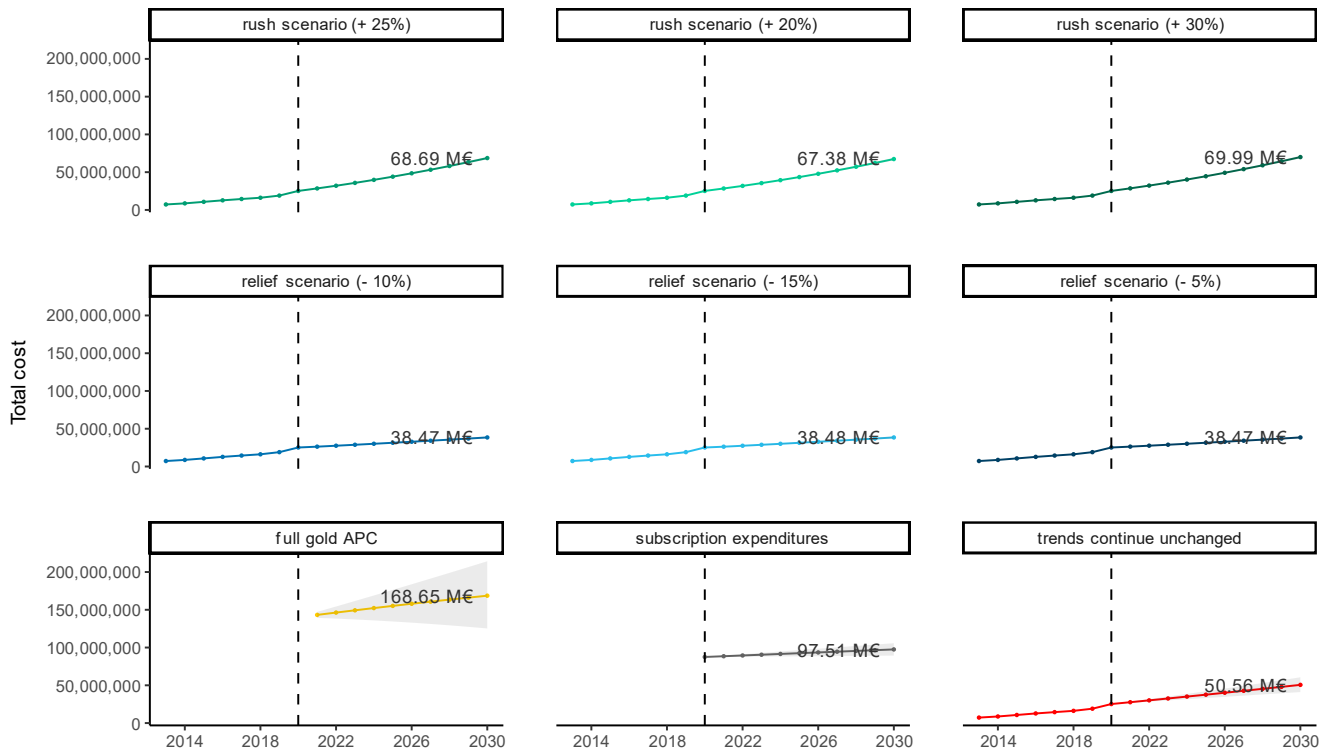 rush scenario (+ 25%)
rush scenario (+ 20%)
rush scenario (+ 30%)
200,000,000
150,000,000
100,000,000
50,000,000
0
68.69 M€
67.38 M€
69.99 M€
relief scenario (- 10%)
relief scenario (- 15%)
relief scenario (- 5%)
Total cost
200,000,000
150,000,000
100,000,000
50,000,000
0
38.47 M€
38.48 M€
38.47 M€
full gold APC
subscription expenditures
trends continue unchanged
200,000,000
150,000,000
100,000,000
50,000,000
0
168.65 M€
97.51 M€
50.56 M€
2014 2018 2022 2026 2030
2014 2018 2022 2026 2030
2014 2018 2022 2026 2030